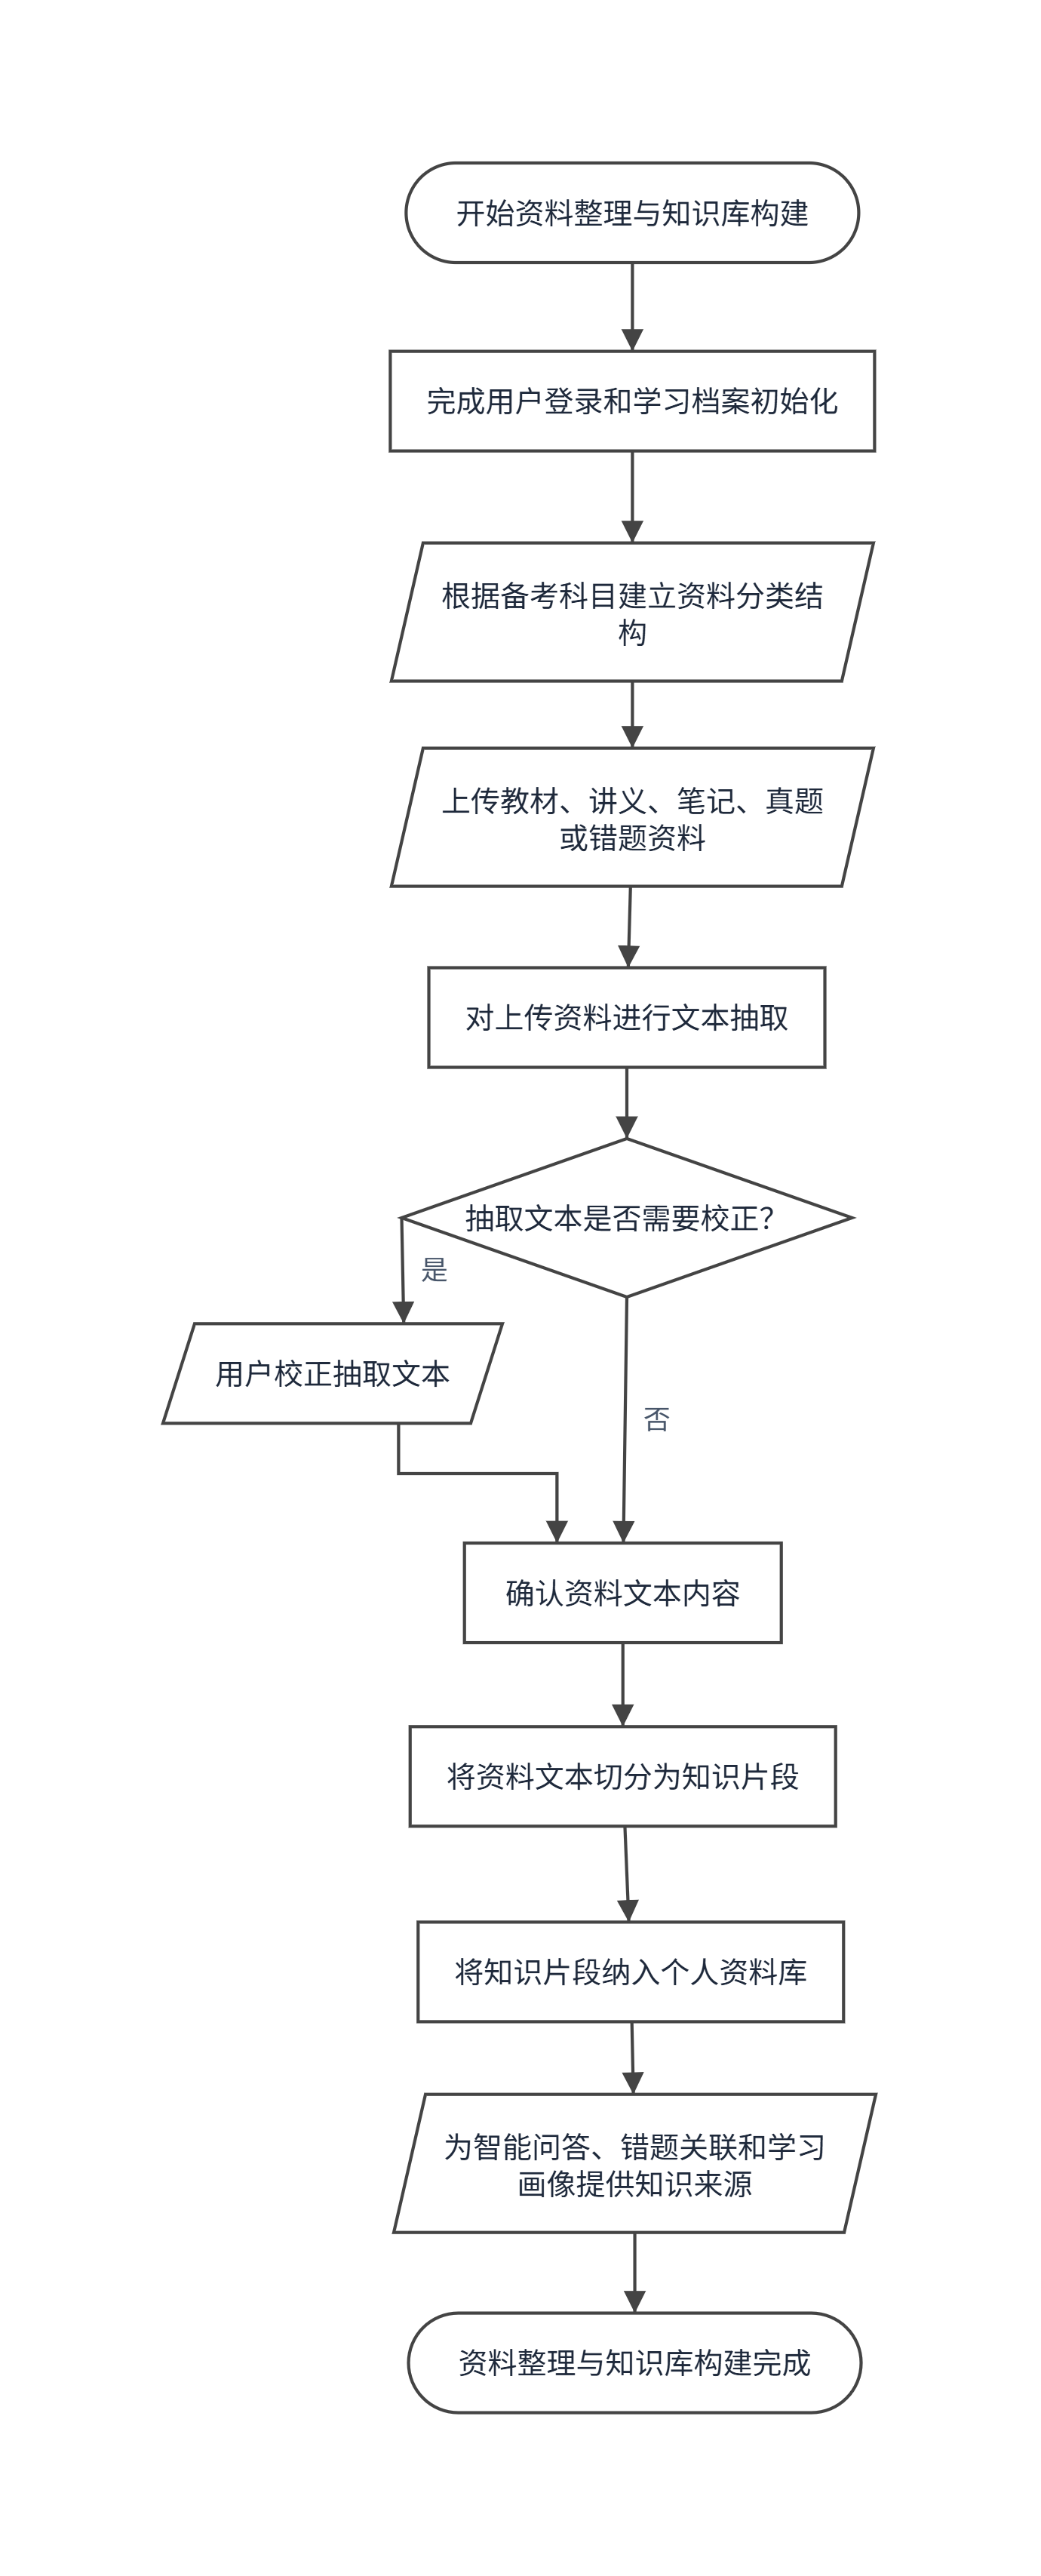 开始资料整理与知识库构建
完成用户登录和学习档案初始化
根据备考科目建立资料分类结
构
上传教材、讲义、笔记、真题
或错题资料
对上传资料进行文本抽取
抽取文本是否需要校正？
是
用户校正抽取文本
否
确认资料文本内容
将资料文本切分为知识片段
将知识片段纳入个人资料库
为智能问答、错题关联和学习
画像提供知识来源
资料整理与知识库构建完成